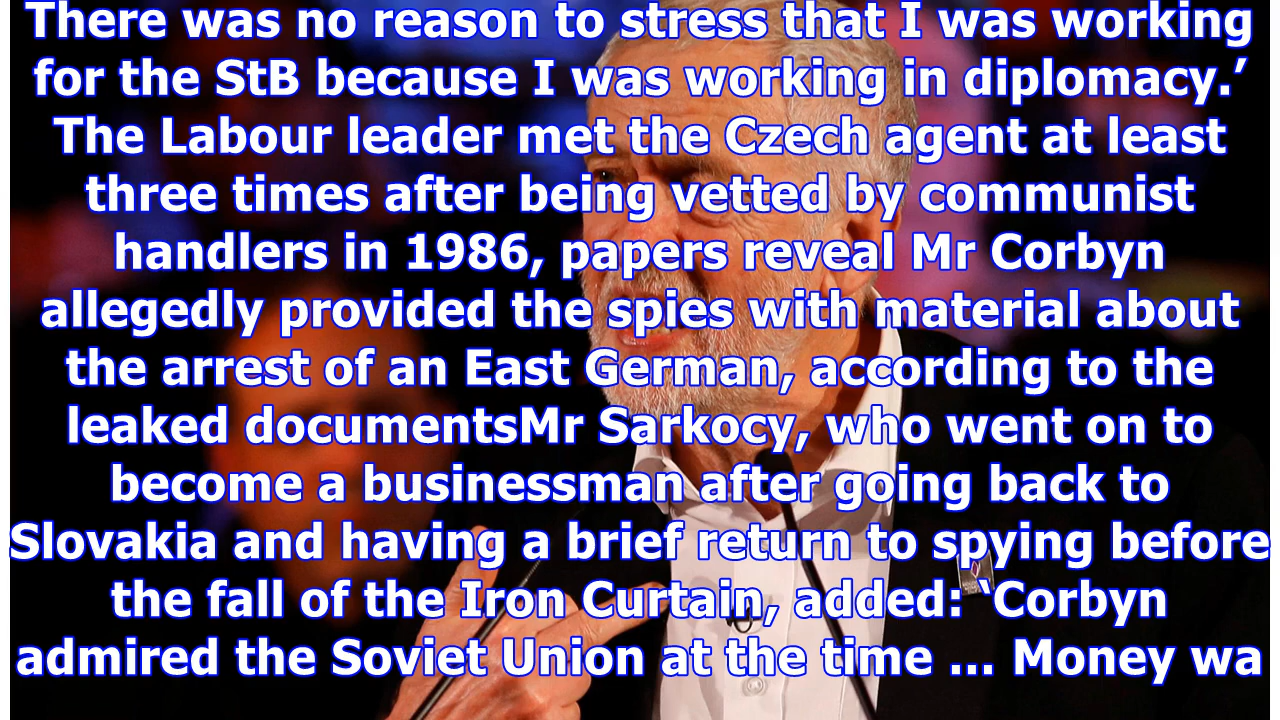 There was no reason to stress that I was working
for the StB because I was working in diplomacy.’
The Labour leader met the Czech agent at least
three times after being vetted by communist
handlers in 1986, papers reveal Mr Corbyn
allegedly provided the spies with material about
the arrest of an East German, according to the
leaked documentsMr Sarkocy, who went on to
become a businessman after going back to
Slovakia and having a brief return to spying before
the fall of the Iron Curtain, added: ‘Corbyn
admired the Soviet Union at the time ... Money wa